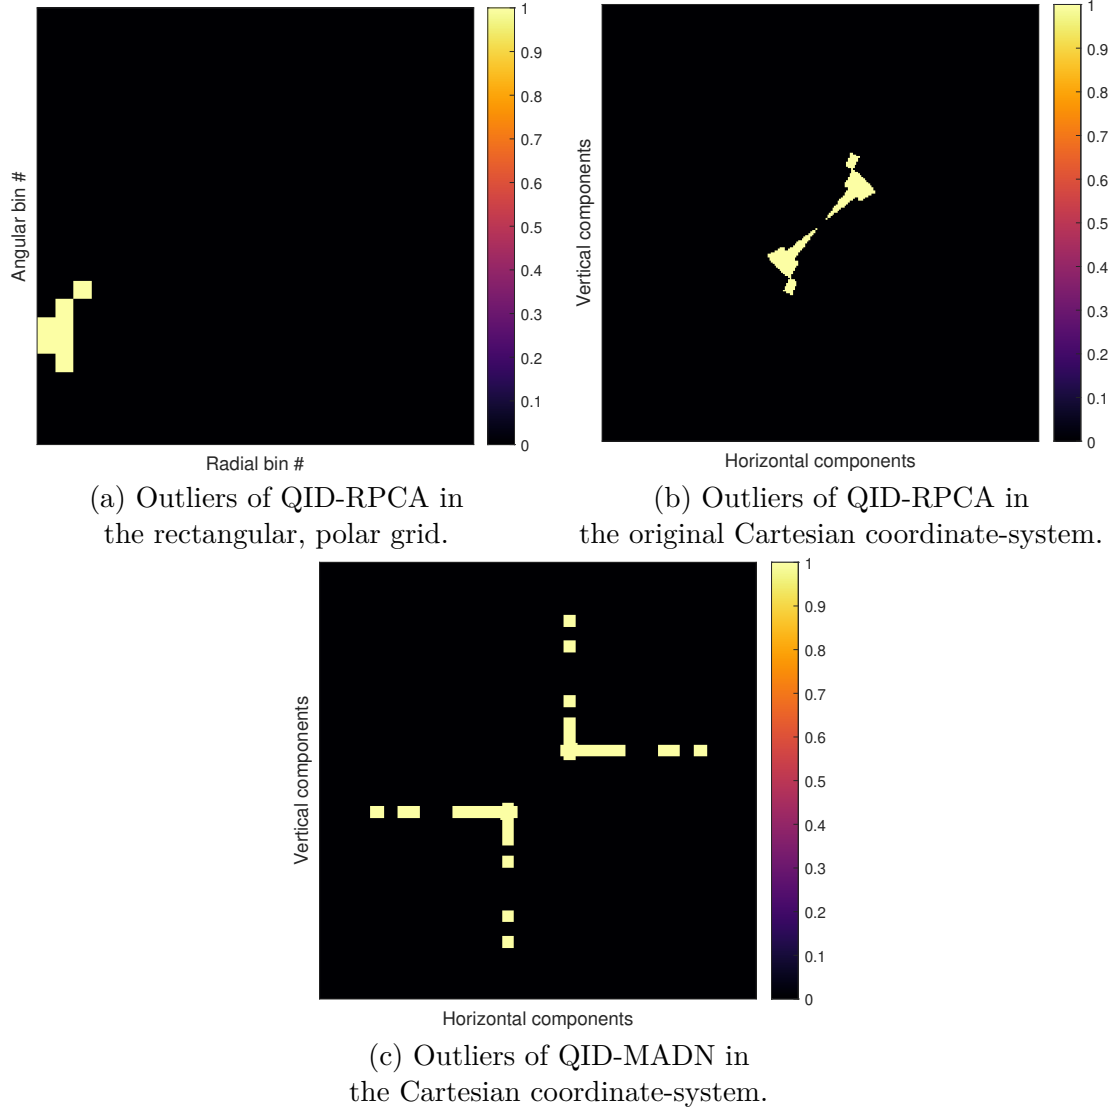 1
0.9
0.8
0.7
0.6
0.5
0.4
0.3
0.2
0.1
0
Angular bin #
Radial bin #
(a) Outliers of QID-RPCA in
the rectangular, polar grid.
1
0.9
0.8
0.7
0.6
0.5
0.4
0.3
0.2
0.1
0
Vertical components
Horizontal components
(b) Outliers of QID-RPCA in
the original Cartesian coordinate-system.
1
0.9
0.8
0.7
0.6
0.5
0.4
0.3
0.2
0.1
0
Vertical components
Horizontal components
(c) Outliers of QID-MADN in
the Cartesian coordinate-system.